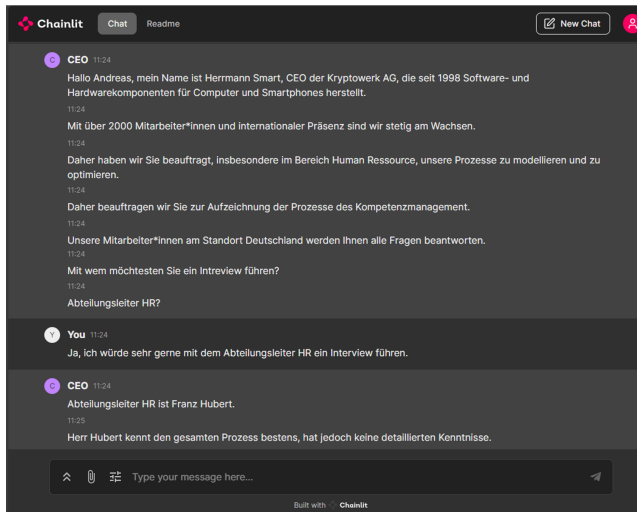 Chainlit Chat Readme New Chat
C CEO 11:24
Hallo Andreas, mein Name ist Herrmann Smart, CEO der Kryptowerk AG, die seit 1998 Software- und
Hardwarekomponenten für Computer und Smartphones herstellt.
11:24
Mit über 2000 Mitarbeiter*innen und internationaler Präsenz sind wir stetig am Wachsen.
11:24
Daher haben wir Sie beauftragt, insbesondere im Bereich Human Ressource, unsere Prozesse zu modellieren und zu
optimieren.
11:24
Daher beauftragen wir Sie zur Aufzeichnung der Prozesse des Kompetenzmanagement.
11:24
Unsere Mitarbeiter*innen am Standort Deutschland werden Ihnen alle Fragen beantworten.
11:24
Mit wem möchtesten Sie ein Intreview führen?
11:24
Abteilungsleiter HR?
Y You 11:24
Ja, ich würde sehr gerne mit dem Abteilungsleiter HR ein Interview führen.
C CEO 11:24
Abteilungsleiter HR ist Franz Hubert.
11:25
Herr Hubert kennt den gesamten Prozess bestens, hat jedoch keine detaillierten Kenntnisse.
Type your message here...
Built with Chainlit